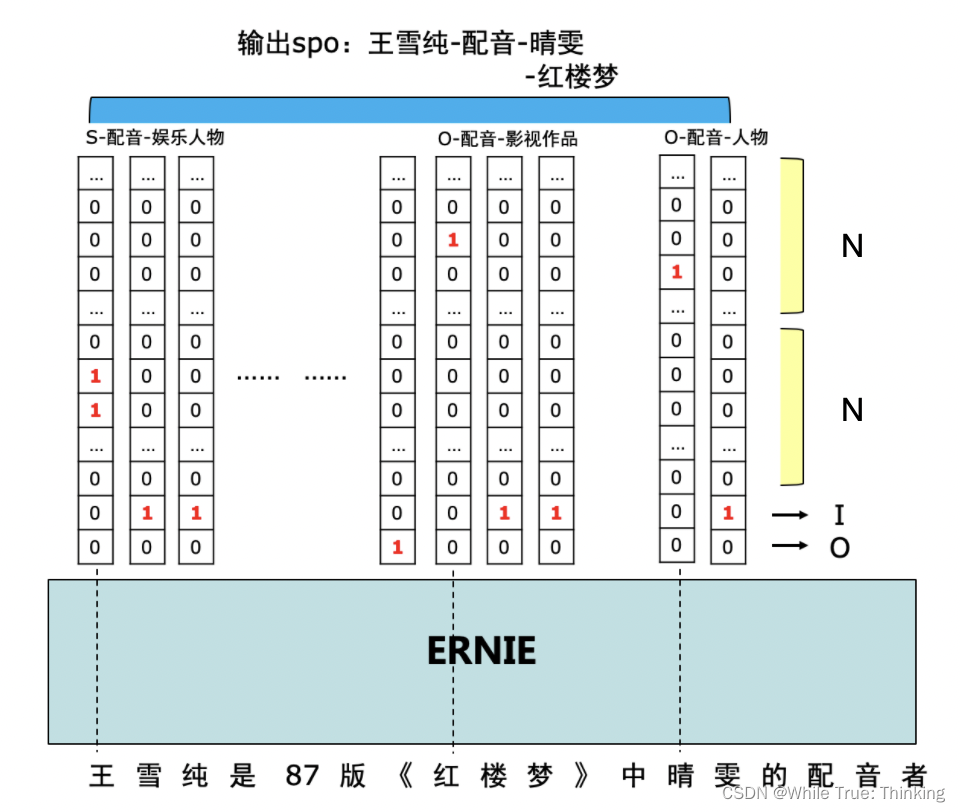 输出spo：王雪纯-配音-晴雯
-红楼梦
S-配音-娱乐人物 O-配音-影视作品 O-配音-人物
... ... ... ... ... ... ... ... ...
0 0 0 0 0 0 0 0 0
0 0 0 0 1 0 0 0 0 N
0 0 0 0 0 0 0 1 0
... ... ... ... ... ... ... ... ...
0 0 0 0 0 0 0 0 0
1 0 0 …… …… 0 0 0 0 0 0
1 0 0 0 0 0 0 0 0 N
... ... ... ... ... ... ... ... ...
0 0 0 0 0 0 0 0 0
0 1 1 0 0 1 1 0 1 I
0 0 0 1 0 0 0 0 0 O
ERNIE
王 雪 纯 是 87 版 《 红 楼 梦 》 中 晴 雯 的 配 音 者
CSDN @While True: Thinking